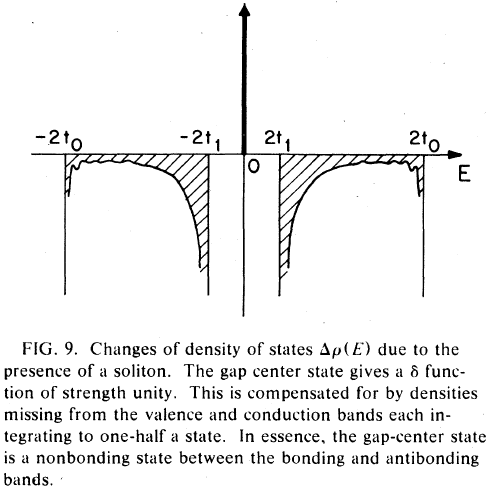 -2t₀ -2t₁ 2t₁ 2t₀
0 E
FIG. 9. Changes of density of states Δρ(E) due to the
presence of a soliton. The gap center state gives a δ func-
tion of strength unity. This is compensated for by densities
missing from the valence and conduction bands each in-
tegrating to one-half a state. In essence, the gap-center state
is a nonbonding state between the bonding and antibonding
bands.